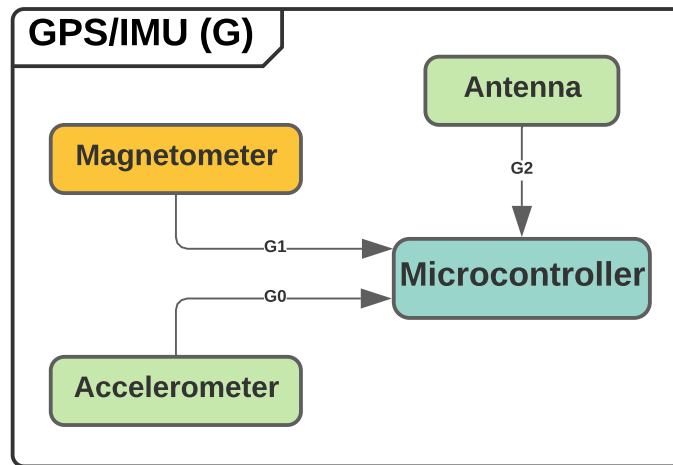 GPS/IMU (G)
Antenna
Magnetometer
G2
G1
Microcontroller
G0
Accelerometer